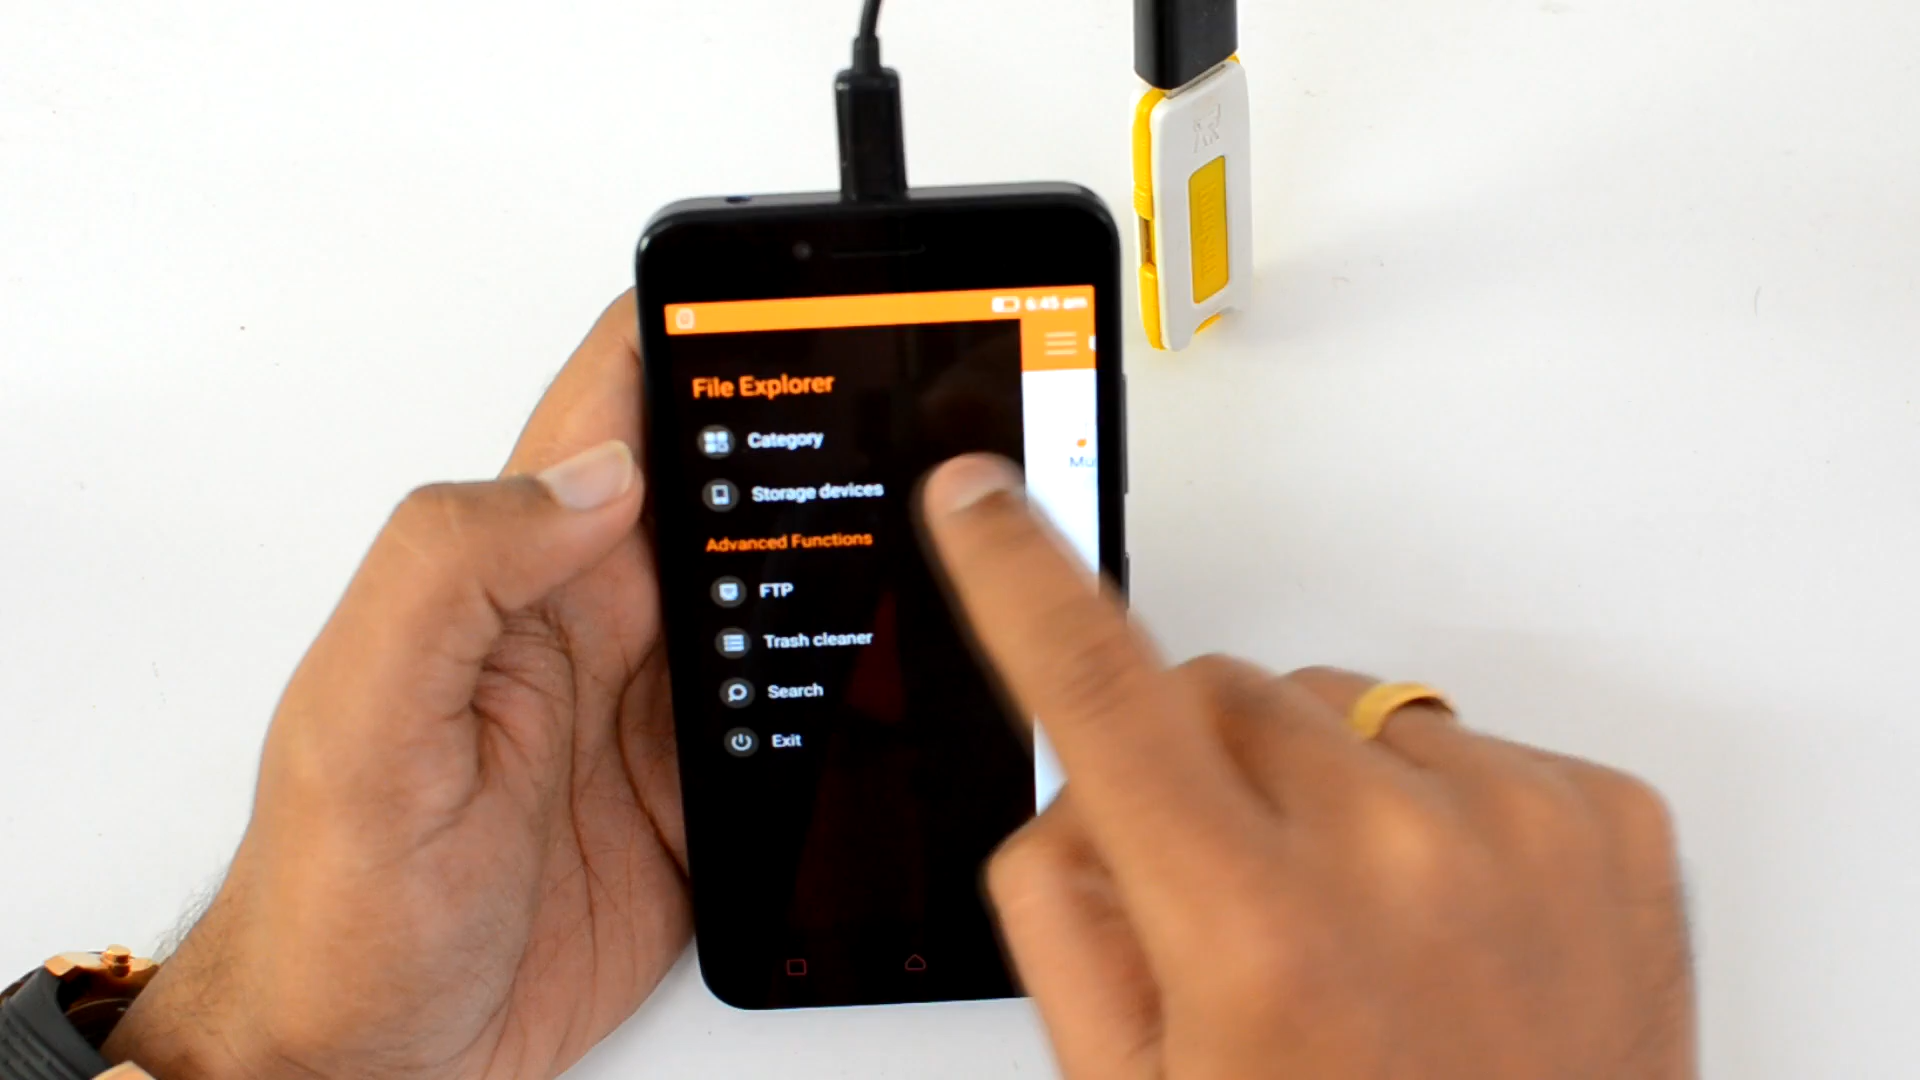 6:45 am
File Explorer
Category
Storage devices
Advanced Functions
FTP
Trash cleaner
Search
Exit